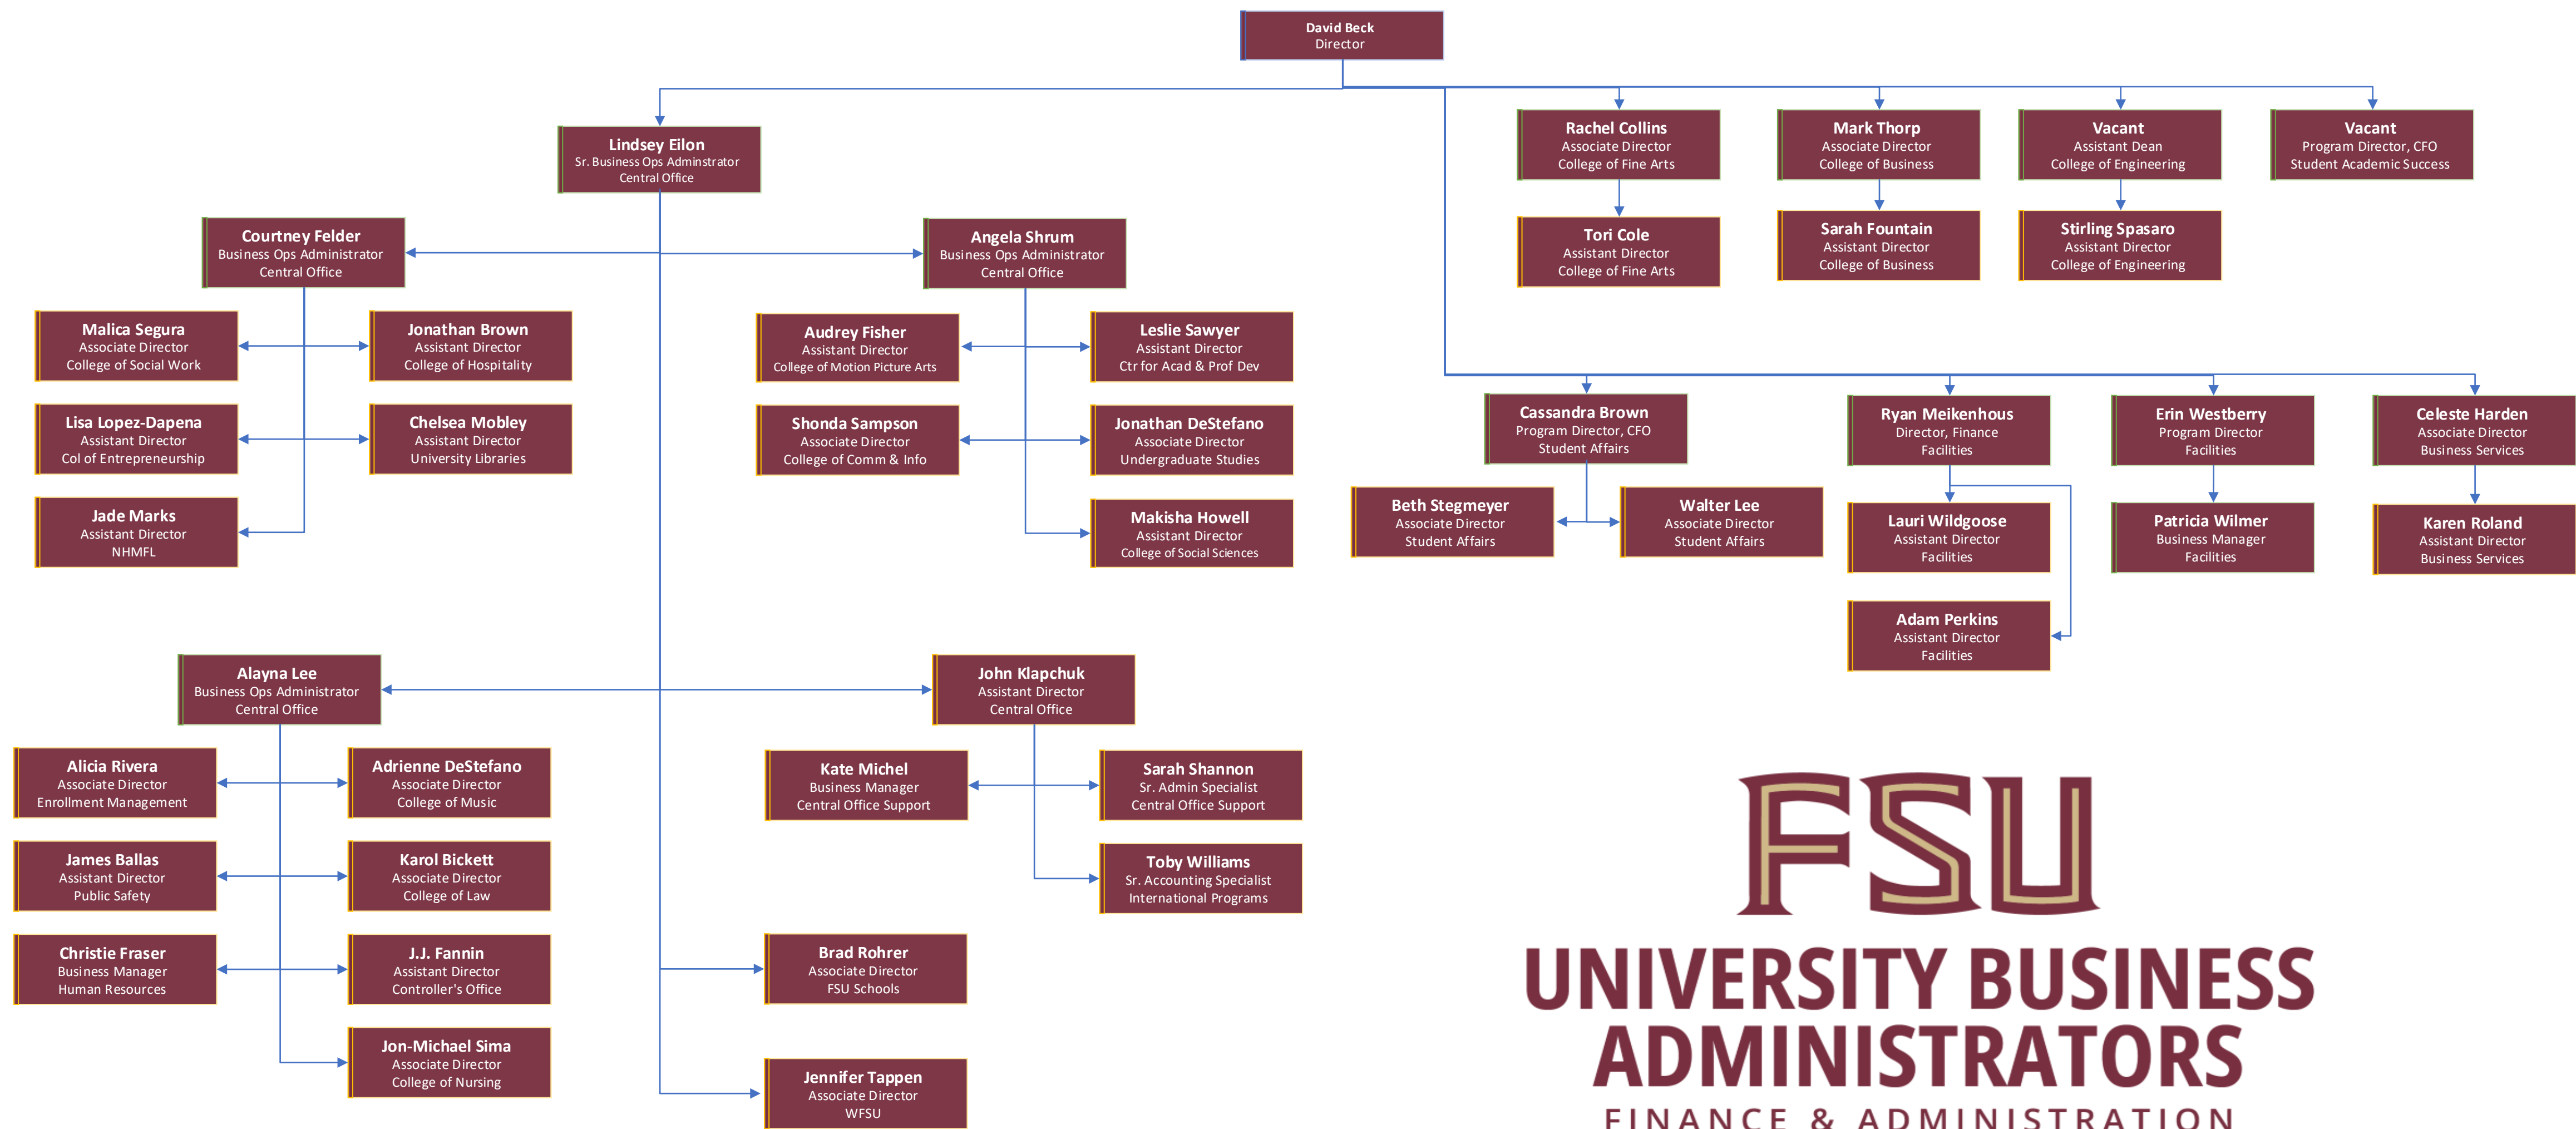 David Beck
Director
Lindsey Eilon
Sr. Business Ops Adminstrator
Central Office
Rachel Collins
Associate Director
College of Fine Arts
Mark Thorp
Associate Director
College of Business
Vacant
Assistant Dean
College of Engineering
Vacant
Program Director, CFO
Student Academic Success
Tori Cole
Assistant Director
College of Fine Arts
Sarah Fountain
Assistant Director
College of Business
Stirling Spasaro
Assistant Director
College of Engineering
Courtney Felder
Business Ops Administrator
Central Office
Angela Shrum
Business Ops Administrator
Central Office
Malica Segura
Associate Director
College of Social Work
Jonathan Brown
Assistant Director
College of Hospitality
Lisa Lopez-Dapena
Assistant Director
Col of Entrepreneurship
Chelsea Mobley
Assistant Director
University Libraries
Jade Marks
Assistant Director
NHMFL
Audrey Fisher
Assistant Director
College of Motion Picture Arts
Leslie Sawyer
Assistant Director
Ctr for Acad & Prof Dev
Shonda Sampson
Associate Director
College of Comm & Info
Jonathan DeStefano
Associate Director
Undergraduate Studies
Makisha Howell
Assistant Director
College of Social Sciences
Cassandra Brown
Program Director, CFO
Student Affairs
Ryan Meikenhous
Director, Finance
Facilities
Erin Westberry
Program Director
Facilities
Celeste Harden
Associate Director
Business Services
Beth Stegmeyer
Associate Director
Student Affairs
Walter Lee
Associate Director
Student Affairs
Lauri Wildgoose
Assistant Director
Facilities
Patricia Wilmer
Business Manager
Facilities
Karen Roland
Assistant Director
Business Services
Adam Perkins
Assistant Director
Facilities
Alayna Lee
Business Ops Administrator
Central Office
John Klapchuk
Assistant Director
Central Office
Alicia Rivera
Associate Director
Enrollment Management
Adrienne DeStefano
Associate Director
College of Music
James Ballas
Assistant Director
Public Safety
Karol Bickett
Associate Director
College of Law
Christie Fraser
Business Manager
Human Resources
J.J. Fannin
Assistant Director
Controller's Office
Jon-Michael Sima
Associate Director
College of Nursing
Kate Michel
Business Manager
Central Office Support
Sarah Shannon
Sr. Admin Specialist
Central Office Support
Toby Williams
Sr. Accounting Specialist
International Programs
Brad Rohrer
Associate Director
FSU Schools
Jennifer Tappen
Associate Director
WFSU
FSU
UNIVERSITY BUSINESS
ADMINISTRATORS
FINANCE & ADMINISTRATION